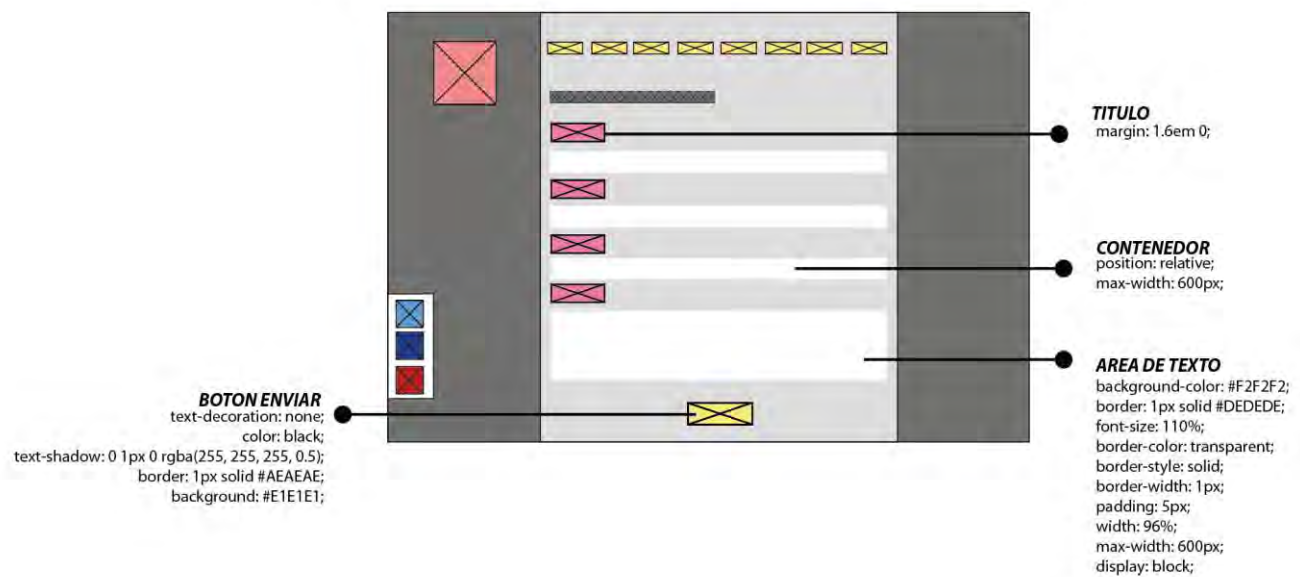 TITULO
margin: 1.6em 0;
CONTENEDOR
position: relative;
max-width: 600px;
AREA DE TEXTO
background-color: #F2F2F2;
border: 1px solid #DEDEDE;
font-size: 110%;
border-color: transparent;
border-style: solid;
border-width: 1px;
padding: 5px;
width: 96%;
max-width: 600px;
display: block;
BOTON ENVIAR
text-decoration: none;
color: black;
text-shadow: 0 1px 0 rgba(255, 255, 255, 0.5);
border: 1px solid #AEAEAE;
background: #E1E1E1;